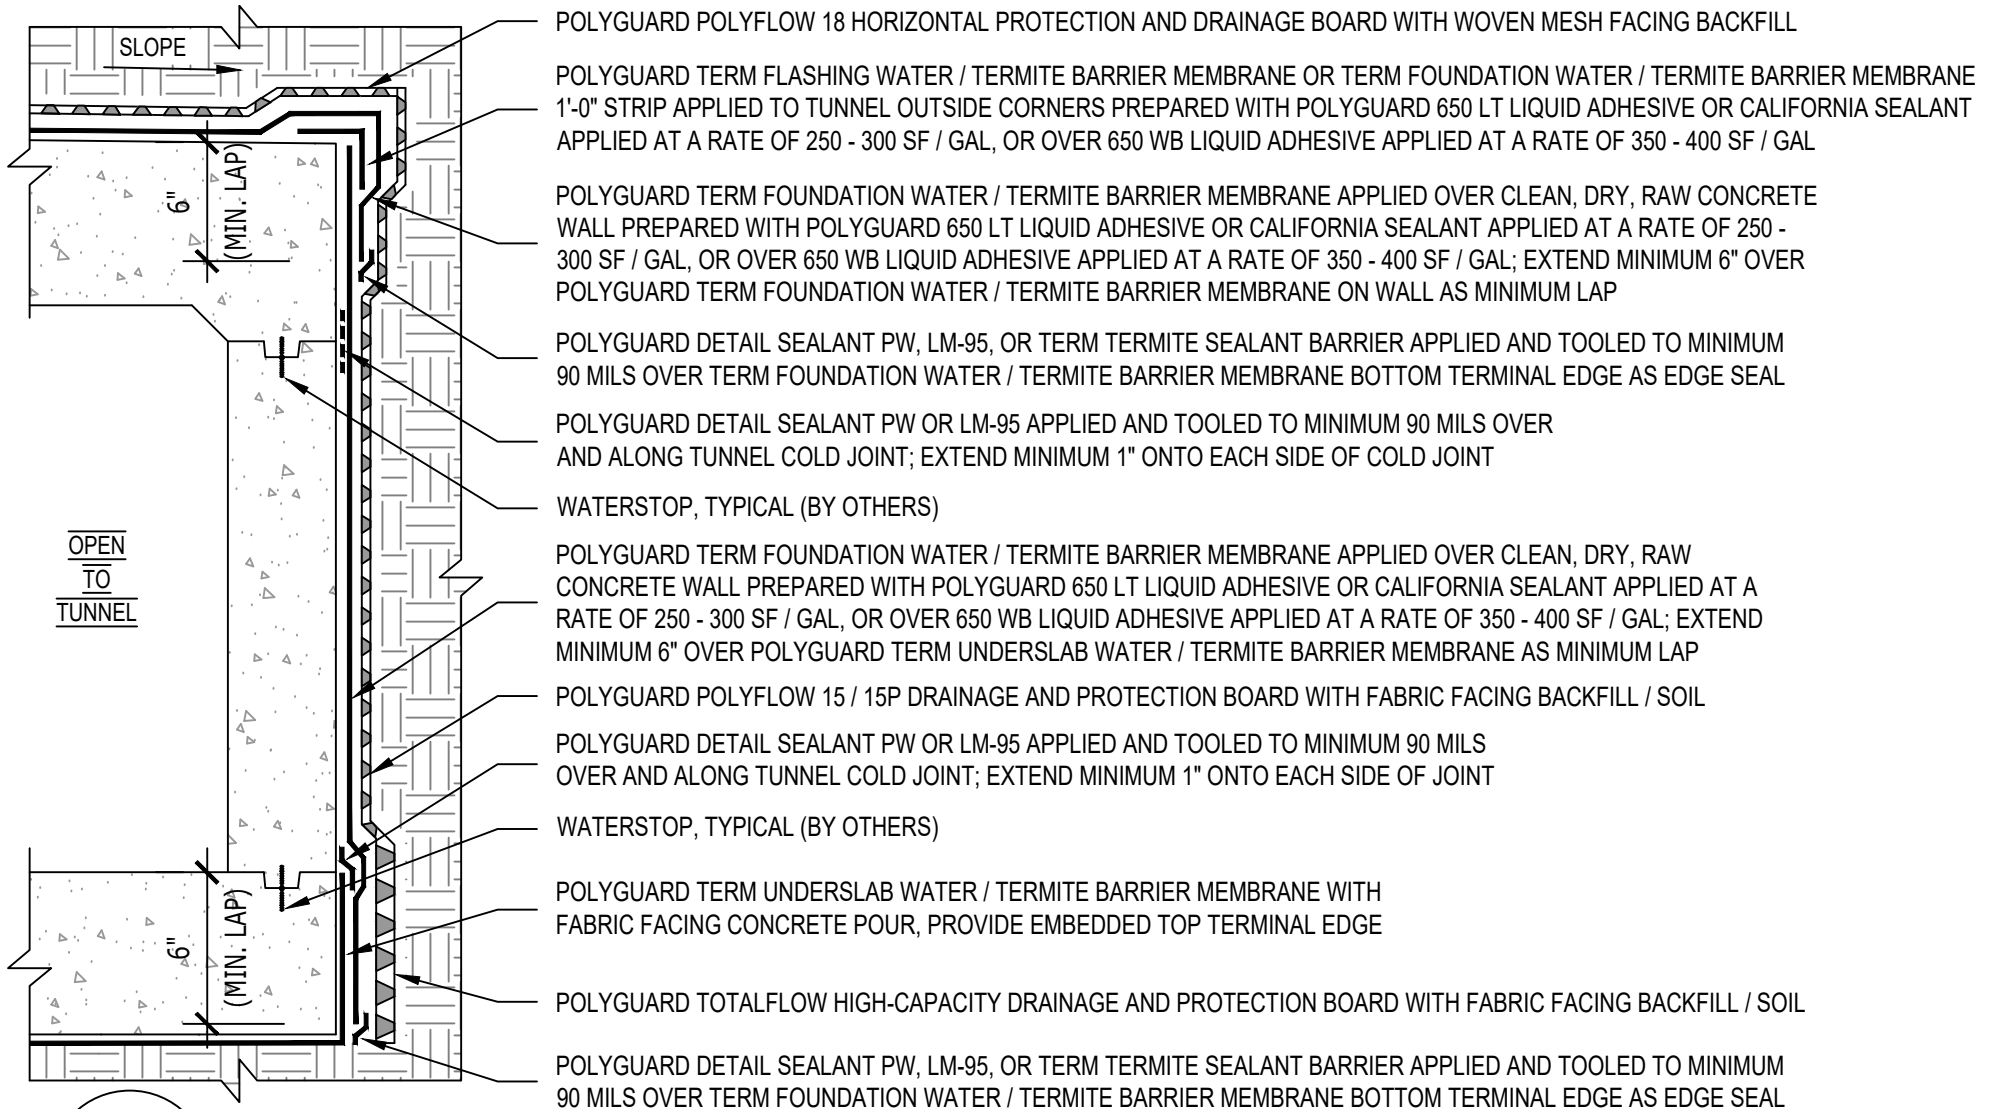 POLYGUARD POLYFLOW 18 HORIZONTAL PROTECTION AND DRAINAGE BOARD WITH WOVEN MESH FACING BACKFILL
SLOPE
POLYGUARD TERM FLASHING WATER / TERMITE BARRIER MEMBRANE OR TERM FOUNDATION WATER / TERMITE BARRIER MEMBRANE
1'-0" STRIP APPLIED TO TUNNEL OUTSIDE CORNERS PREPARED WITH POLYGUARD 650 LT LIQUID ADHESIVE OR CALIFORNIA SEALANT
APPLIED AT A RATE OF 250 - 300 SF / GAL, OR OVER 650 WB LIQUID ADHESIVE APPLIED AT A RATE OF 350 - 400 SF / GAL
6"
(MIN. LAP)
POLYGUARD TERM FOUNDATION WATER / TERMITE BARRIER MEMBRANE APPLIED OVER CLEAN, DRY, RAW CONCRETE
WALL PREPARED WITH POLYGUARD 650 LT LIQUID ADHESIVE OR CALIFORNIA SEALANT APPLIED AT A RATE OF 250 -
300 SF / GAL, OR OVER 650 WB LIQUID ADHESIVE APPLIED AT A RATE OF 350 - 400 SF / GAL; EXTEND MINIMUM 6" OVER
POLYGUARD TERM FOUNDATION WATER / TERMITE BARRIER MEMBRANE ON WALL AS MINIMUM LAP
POLYGUARD DETAIL SEALANT PW, LM-95, OR TERM TERMITE SEALANT BARRIER APPLIED AND TOOLED TO MINIMUM
90 MILS OVER TERM FOUNDATION WATER / TERMITE BARRIER MEMBRANE BOTTOM TERMINAL EDGE AS EDGE SEAL
POLYGUARD DETAIL SEALANT PW OR LM-95 APPLIED AND TOOLED TO MINIMUM 90 MILS OVER
AND ALONG TUNNEL COLD JOINT; EXTEND MINIMUM 1" ONTO EACH SIDE OF COLD JOINT
WATERSTOP, TYPICAL (BY OTHERS)
OPEN
TO
TUNNEL
POLYGUARD TERM FOUNDATION WATER / TERMITE BARRIER MEMBRANE APPLIED OVER CLEAN, DRY, RAW
CONCRETE WALL PREPARED WITH POLYGUARD 650 LT LIQUID ADHESIVE OR CALIFORNIA SEALANT APPLIED AT A
RATE OF 250 - 300 SF / GAL, OR OVER 650 WB LIQUID ADHESIVE APPLIED AT A RATE OF 350 - 400 SF / GAL; EXTEND
MINIMUM 6" OVER POLYGUARD TERM UNDERSLAB WATER / TERMITE BARRIER MEMBRANE AS MINIMUM LAP
POLYGUARD POLYFLOW 15 / 15P DRAINAGE AND PROTECTION BOARD WITH FABRIC FACING BACKFILL / SOIL
POLYGUARD DETAIL SEALANT PW OR LM-95 APPLIED AND TOOLED TO MINIMUM 90 MILS
OVER AND ALONG TUNNEL COLD JOINT; EXTEND MINIMUM 1" ONTO EACH SIDE OF JOINT
WATERSTOP, TYPICAL (BY OTHERS)
6"
(MIN. LAP)
POLYGUARD TERM UNDERSLAB WATER / TERMITE BARRIER MEMBRANE WITH
FABRIC FACING CONCRETE POUR, PROVIDE EMBEDDED TOP TERMINAL EDGE
POLYGUARD TOTALFLOW HIGH-CAPACITY DRAINAGE AND PROTECTION BOARD WITH FABRIC FACING BACKFILL / SOIL
POLYGUARD DETAIL SEALANT PW, LM-95, OR TERM TERMITE SEALANT BARRIER APPLIED AND TOOLED TO MINIMUM
90 MILS OVER TERM FOUNDATION WATER / TERMITE BARRIER MEMBRANE BOTTOM TERMINAL EDGE AS EDGE SEAL